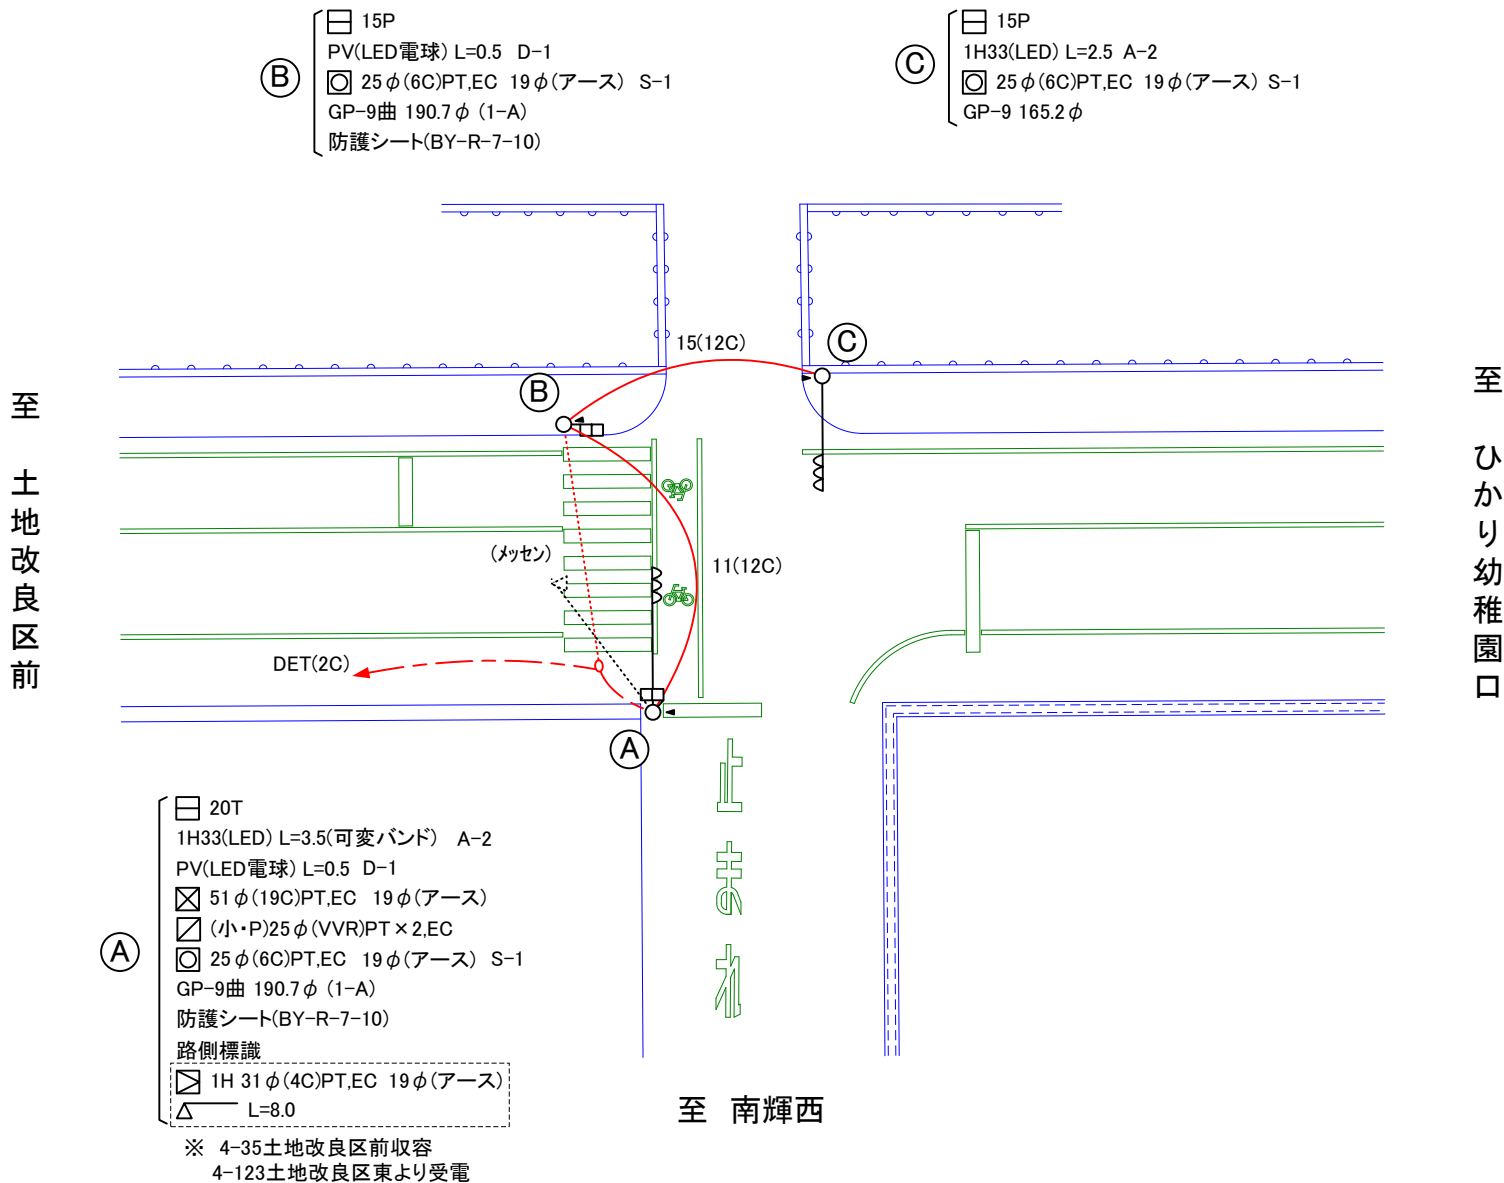 Ⓑ
15P
PV(LED電球) L=0.5 D-1
25φ(6C)PT,EC 19φ(アース) S-1
GP-9曲 190.7φ (1-A)
防護シート(BY-R-7-10)
Ⓒ
15P
1H33(LED) L=2.5 A-2
25φ(6C)PT,EC 19φ(アース) S-1
GP-9 165.2φ
15(12C)
Ⓒ
Ⓑ
至 土地改良区前
至 ひかり幼稚園口
(メッセン)
11(12C)
DET(2C)
Ⓐ
止まれ
Ⓐ
20T
1H33(LED) L=3.5(可変バンド) A-2
PV(LED電球) L=0.5 D-1
51φ(19C)PT,EC 19φ(アース)
(小・P)25φ(VVR)PT×2,EC
25φ(6C)PT,EC 19φ(アース) S-1
GP-9曲 190.7φ (1-A)
防護シート(BY-R-7-10)
路側標識
1H 31φ(4C)PT,EC 19φ(アース)
L=8.0
※ 4-35土地改良区前収容
4-123土地改良区東より受電
至 南輝西